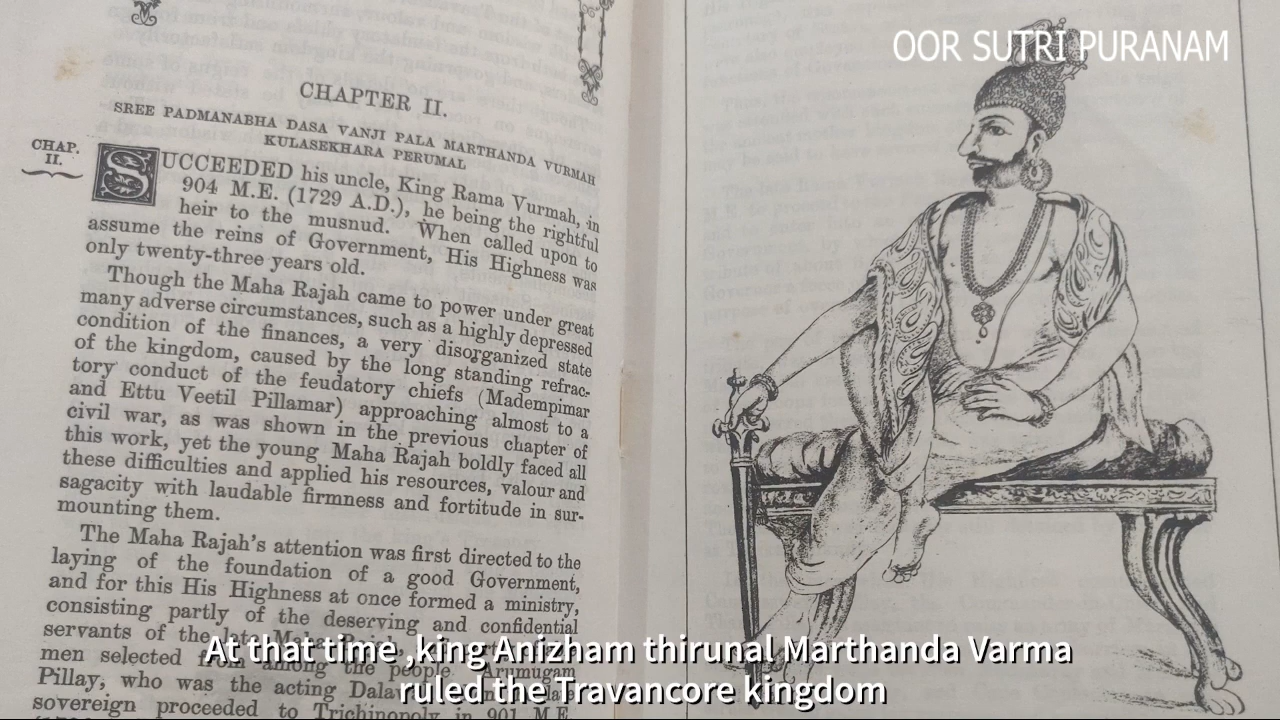 OOR SUTRI PURANAM
CHAPTER II.
SREE PADMANABHA DASA VANJI PALA MARTHANDA VURMAH
KULASEKHARA PERUMAL
CHAP.
II.
SUCCEEDED his uncle, King Rama Vurmah, in
904 M.E. (1729 A.D.), he being the rightful
heir to the musnud. When called upon to
assume the reins of Government, His Highness was
only twenty-three years old.
Though the Maha Rajah came to power under great
many adverse circumstances, such as a highly depressed
condition of the finances, a very disorganized state
of the kingdom, caused by the long standing refrac-
tory conduct of the feudatory chiefs (Madempimar
and Ettu Veetil Pillamar) approaching almost to a
civil war, as was shown in the previous chapter of
this work, yet the young Maha Rajah boldly faced all
these difficulties and applied his resources, valour and
sagacity with laudable firmness and fortitude in sur-
mounting them.
The Maha Rajah's attention was first directed to the
laying of the foundation of a good Government,
and for this His Highness at once formed a ministry,
consisting partly of the deserving and confidential
servants of the late Maha Rajah
men selected from among the people. Arumugam
Pillay, who was the acting
sovereign proceeded to Trichinopoly in 901 M.E.
At that time ,king Anizham thirunal Marthanda Varma
ruled the Travancore kingdom